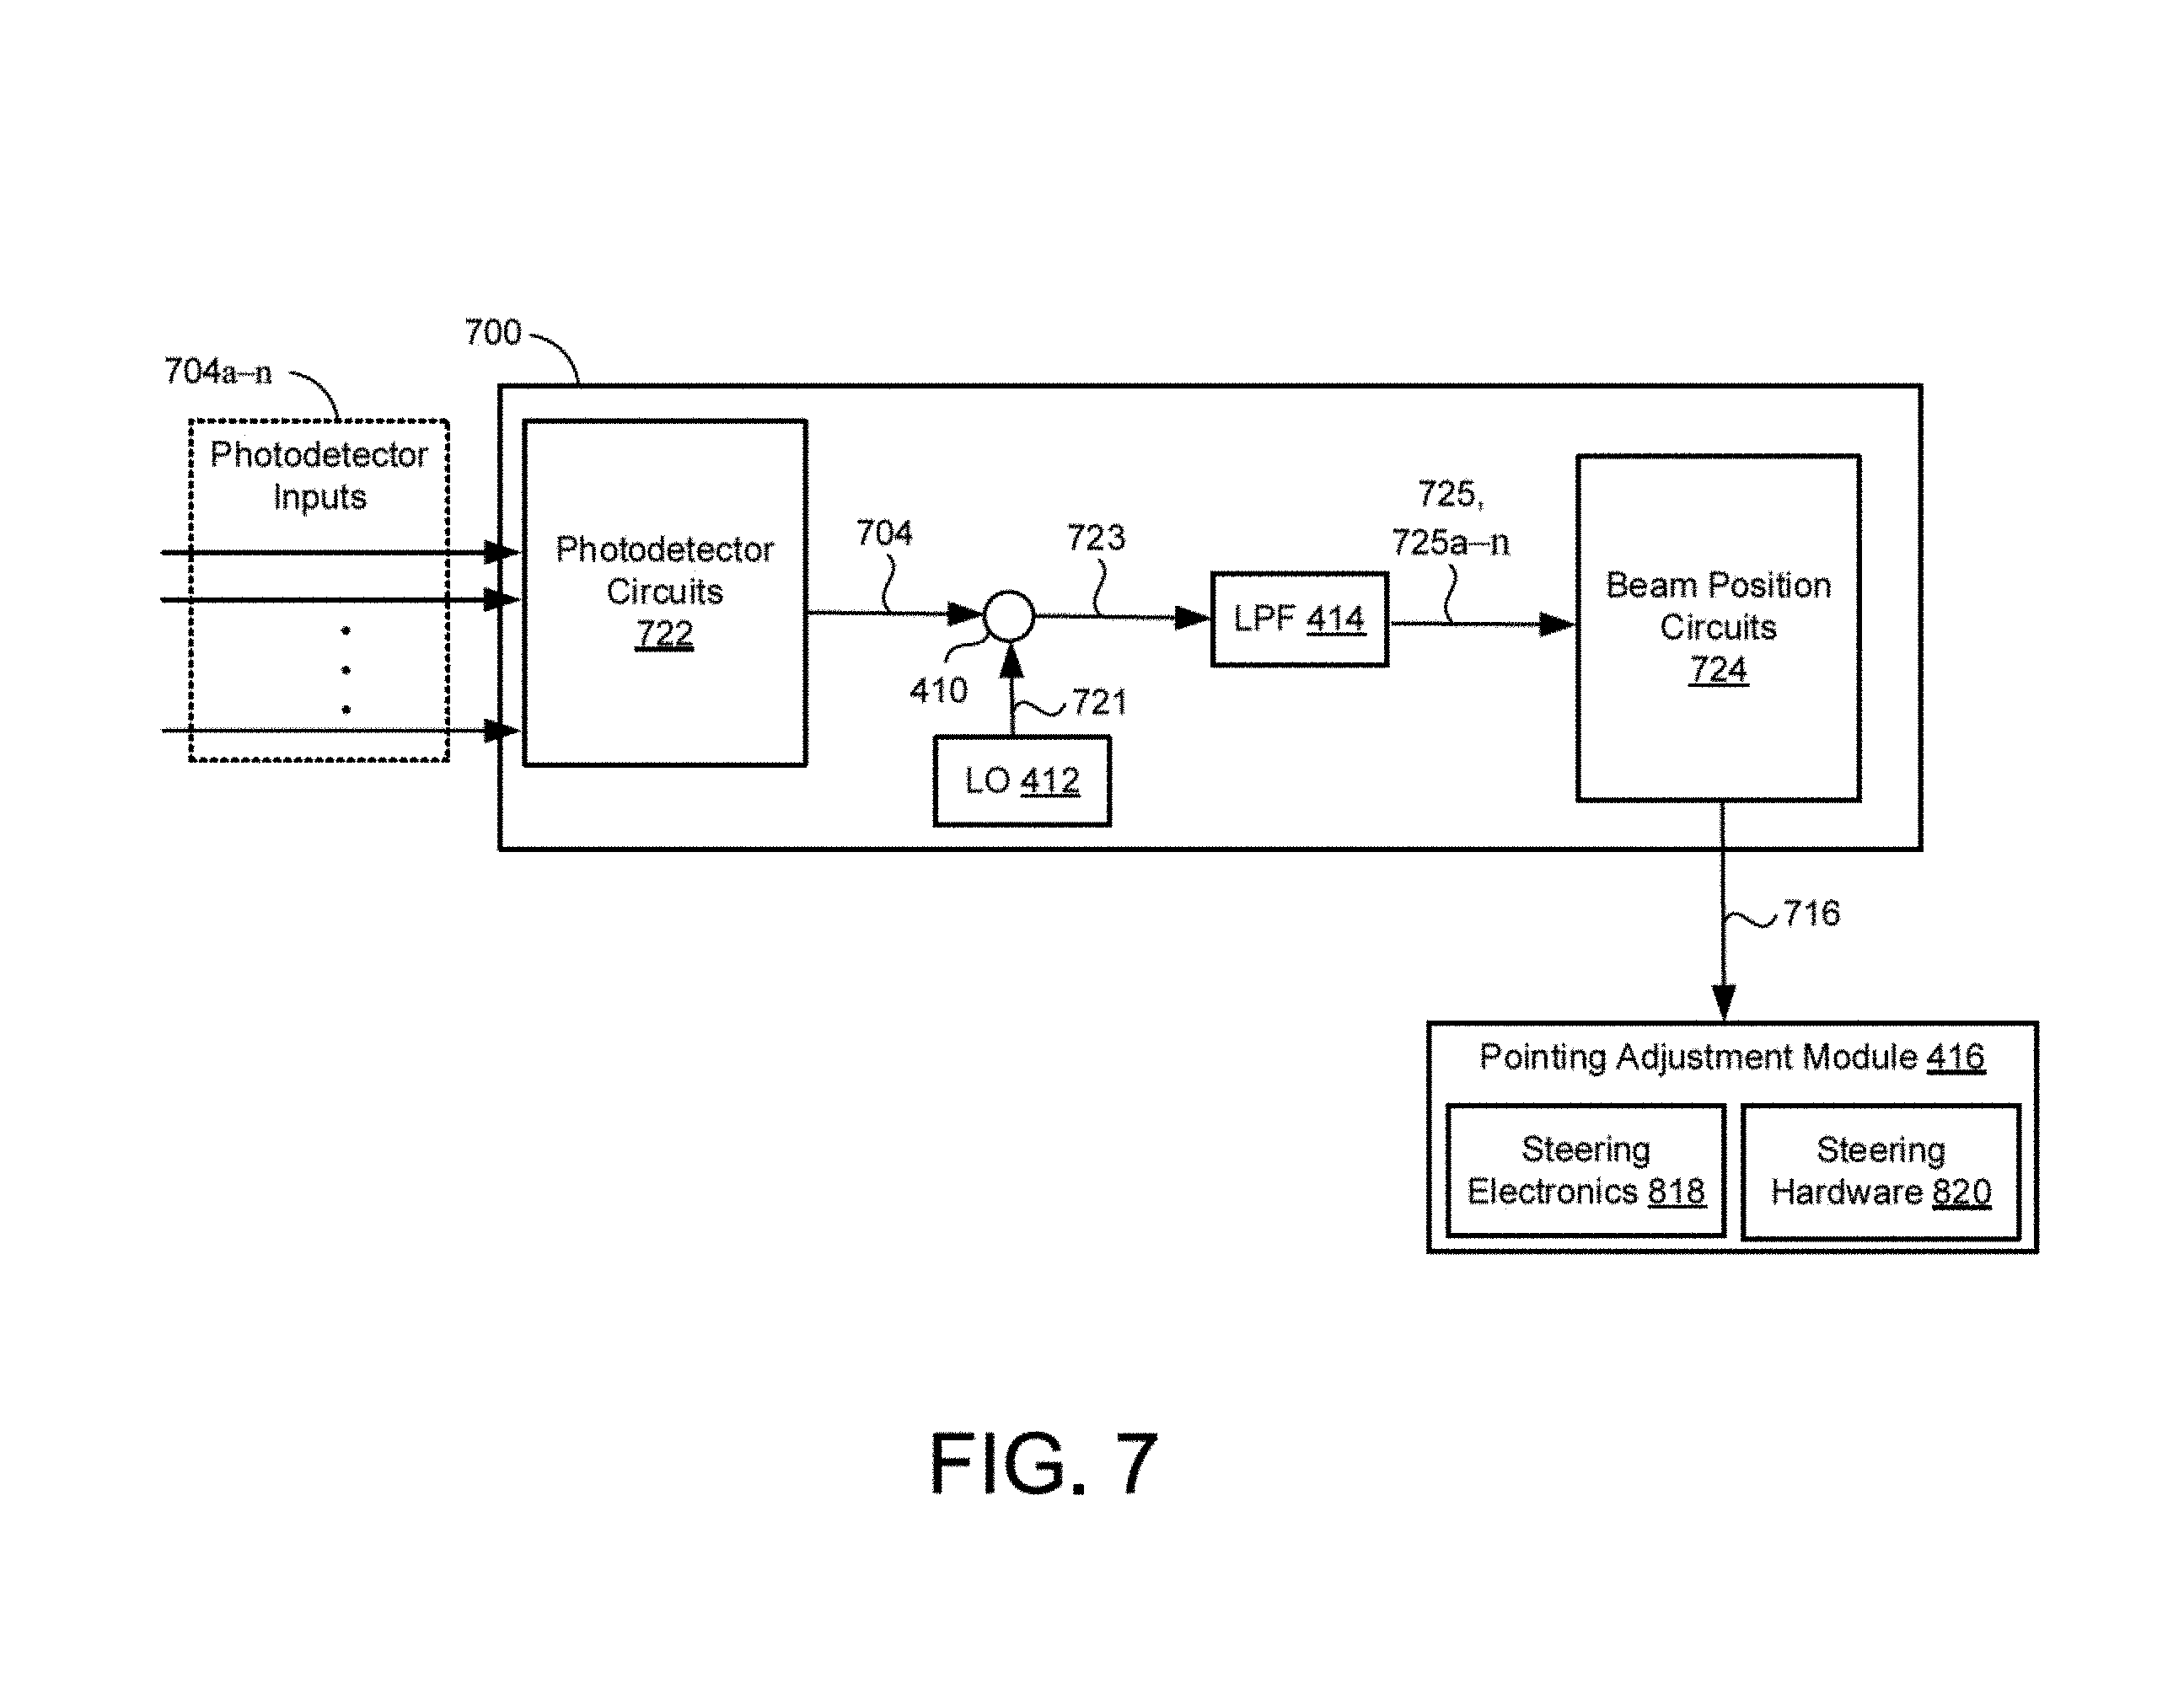 700
704a–n
Photodetector
Inputs
Photodetector
Circuits
722
704
410
721
LO 412
723
LPF 414
725,
725a–n
Beam Position
Circuits
724
716
Pointing Adjustment Module 416
Steering
Electronics 818
Steering
Hardware 820
FIG. 7